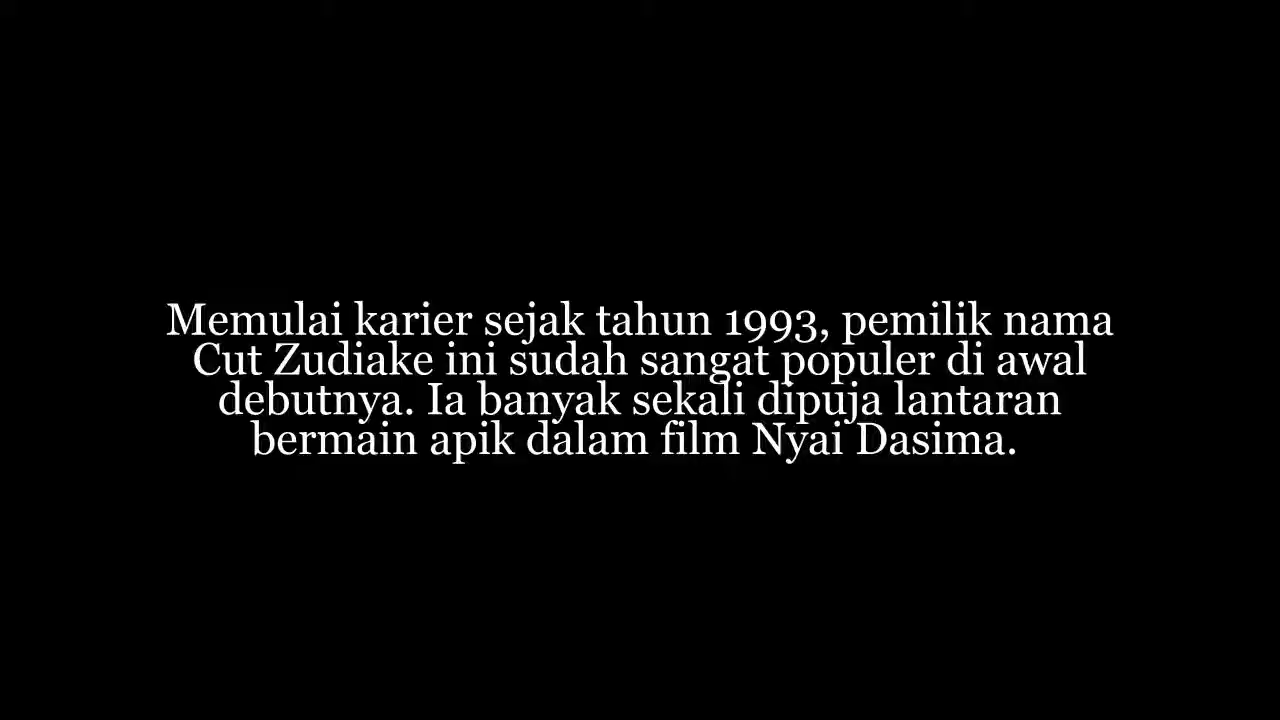 Memulai karier sejak tahun 1993, pemilik nama
Cut Zudiake ini sudah sangat populer di awal
debutnya. Ia banyak sekali dipuja lantaran
bermain apik dalam film Nyai Dasima.